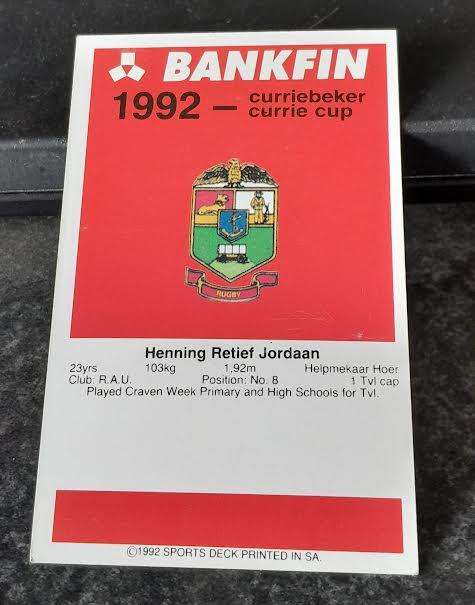 BANKFIN
1992 – curriebeker
currie cup
RUGBY
Henning Retief Jordaan
23yrs 103kg 1,92m Helpmekaar Hoer
Club: R.A.U. Position: No. 8 1 Tvl cap
Played Craven Week Primary and High Schools for Tvl.
©1992 SPORTS DECK PRINTED IN SA.